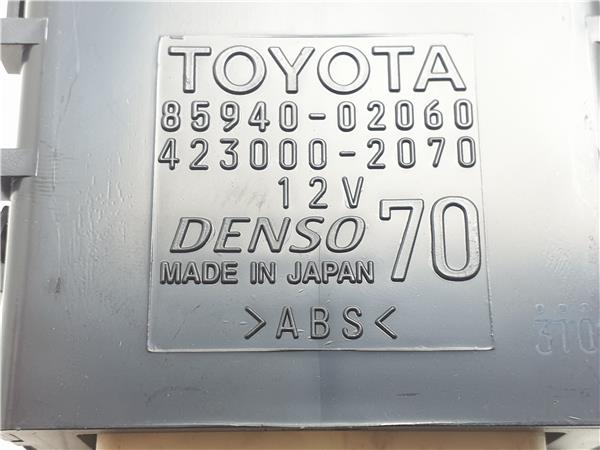 TOYOTA
85940-02060
423000-2070
12V
DENSO 70
MADE IN JAPAN
>ABS<